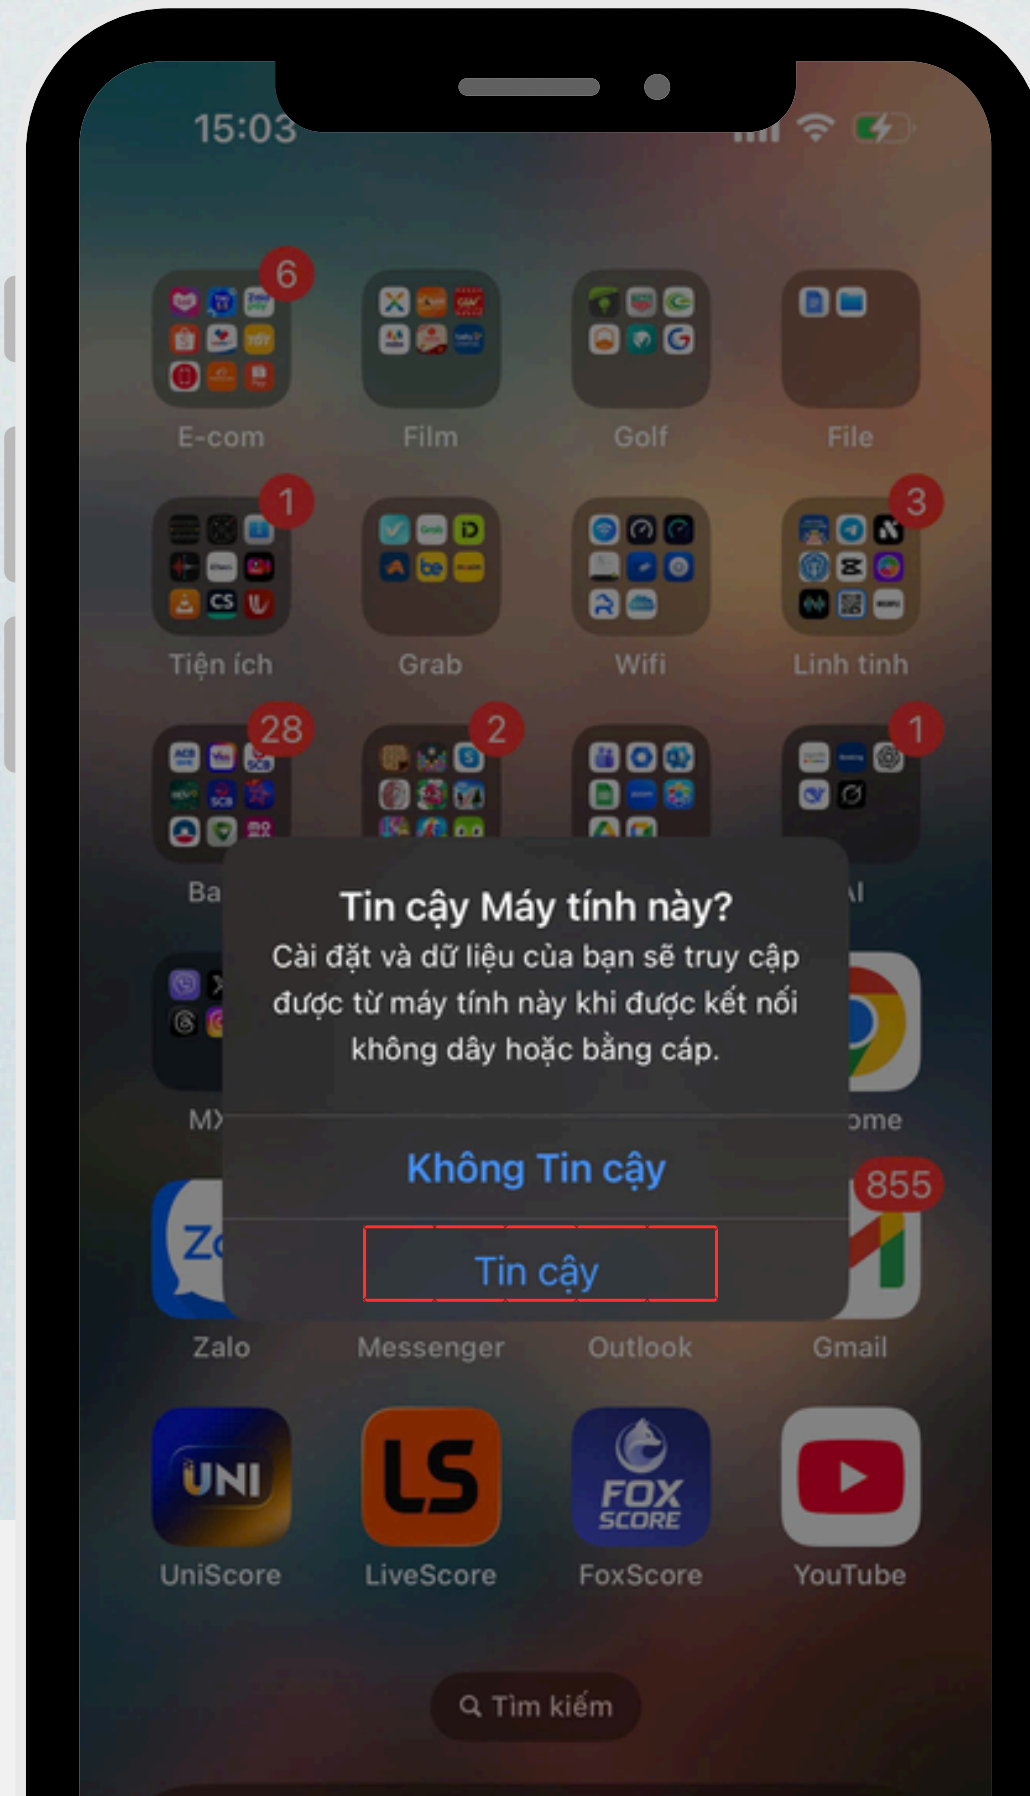 15:03
6
E-com
Film
Golf
File
1
3
Tiện ích
Grab
Wifi
Linh tinh
28
2
1
Ba
Tin cậy Máy tính này?
Cài đặt và dữ liệu của bạn sẽ truy cập
được từ máy tính này khi được kết nối
không dây hoặc bằng cáp.
MX
ome
Không Tin cậy
855
Tin cậy
Zalo
Messenger
Outlook
Gmail
UNI
LS
FOX
SCORE
UniScore
LiveScore
FoxScore
YouTube
Tìm kiếm